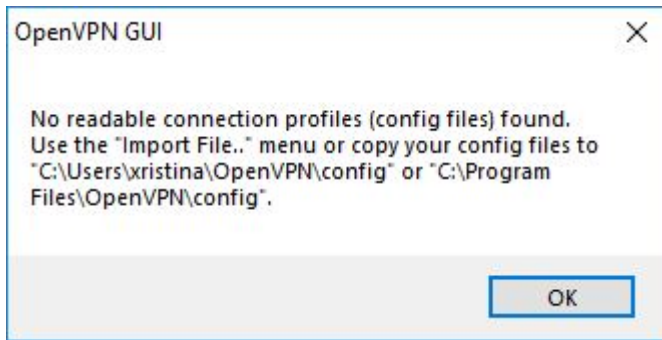 OpenVPN GUI
No readable connection profiles (config files) found.
Use the "Import File.." menu or copy your config files to
"C:\Users\xristina\OpenVPN\config" or "C:\Program
Files\OpenVPN\config".
OK